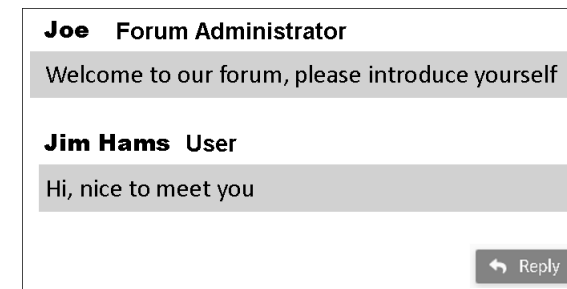 Joe Forum Administrator
Welcome to our forum, please introduce yourself
Jim Hams User
Hi, nice to meet you
Reply